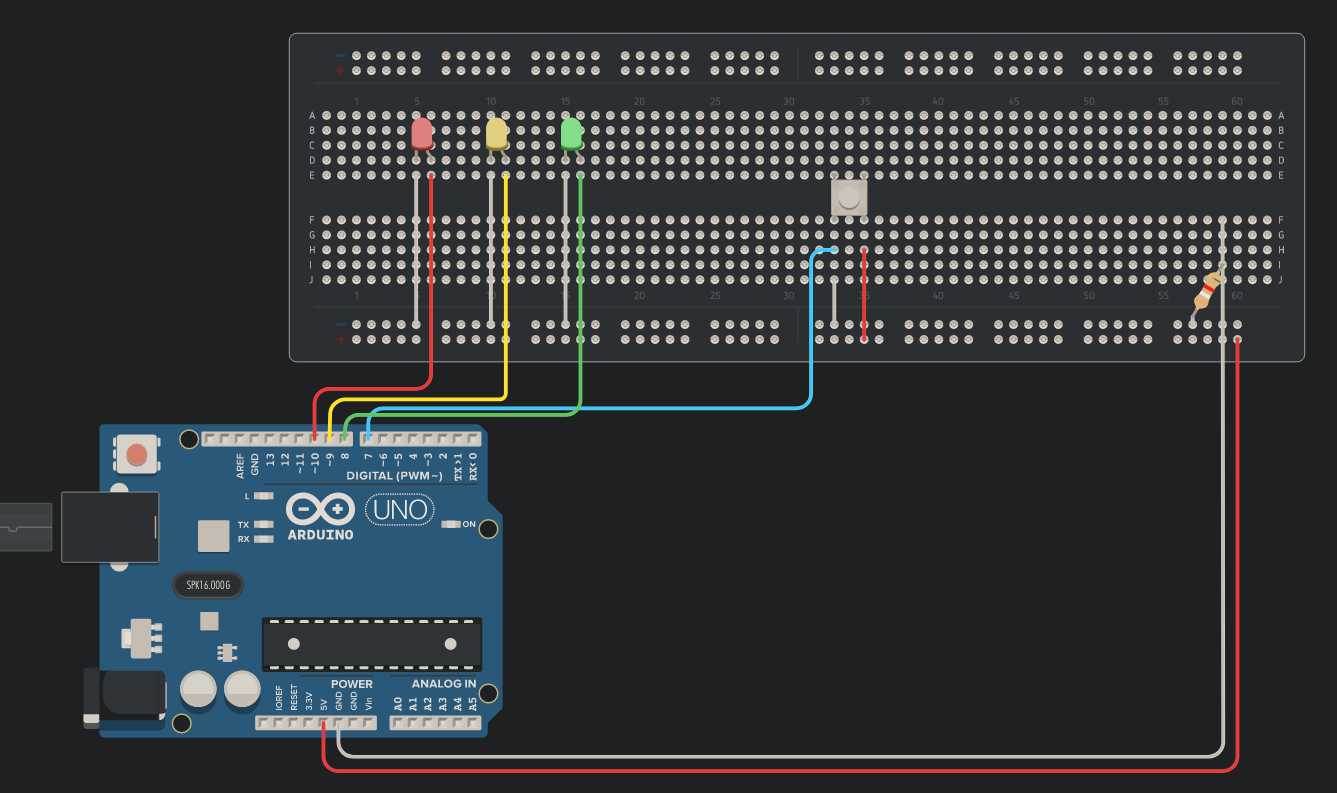 − −
+ +
1 5 10 15 20 25 30 35 40 45 50 55 60
A A
B B
C C
D D
E E
F F
G G
H H
I I
J J
1 5 10 15 20 25 30 35 40 45 50 55 60
−
+
AREF GND 13 12 ~11 ~10 ~9 8 7 ~6 ~5 4 ~3 2 TX>1 RX<0
DIGITAL (PWM~)
L
TX
RX
UNO
ON
ARDUINO
SPK16.000G
POWER
ANALOG IN
IOREF RESET 3.3V 5V GND GND Vin A0 A1 A2 A3 A4 A5